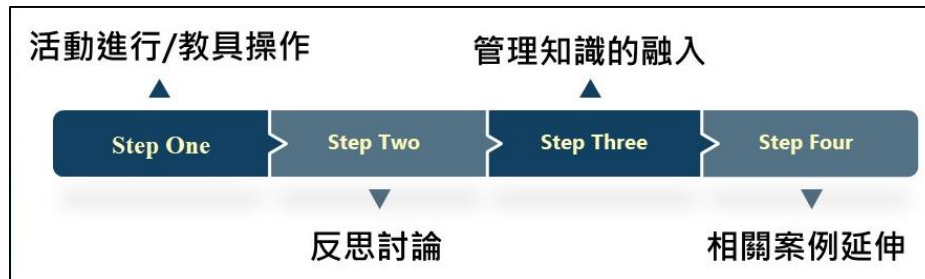 活動進行/教具操作
管理知識的融入
Step One
Step Two
Step Three
Step Four
反思討論
相關案例延伸